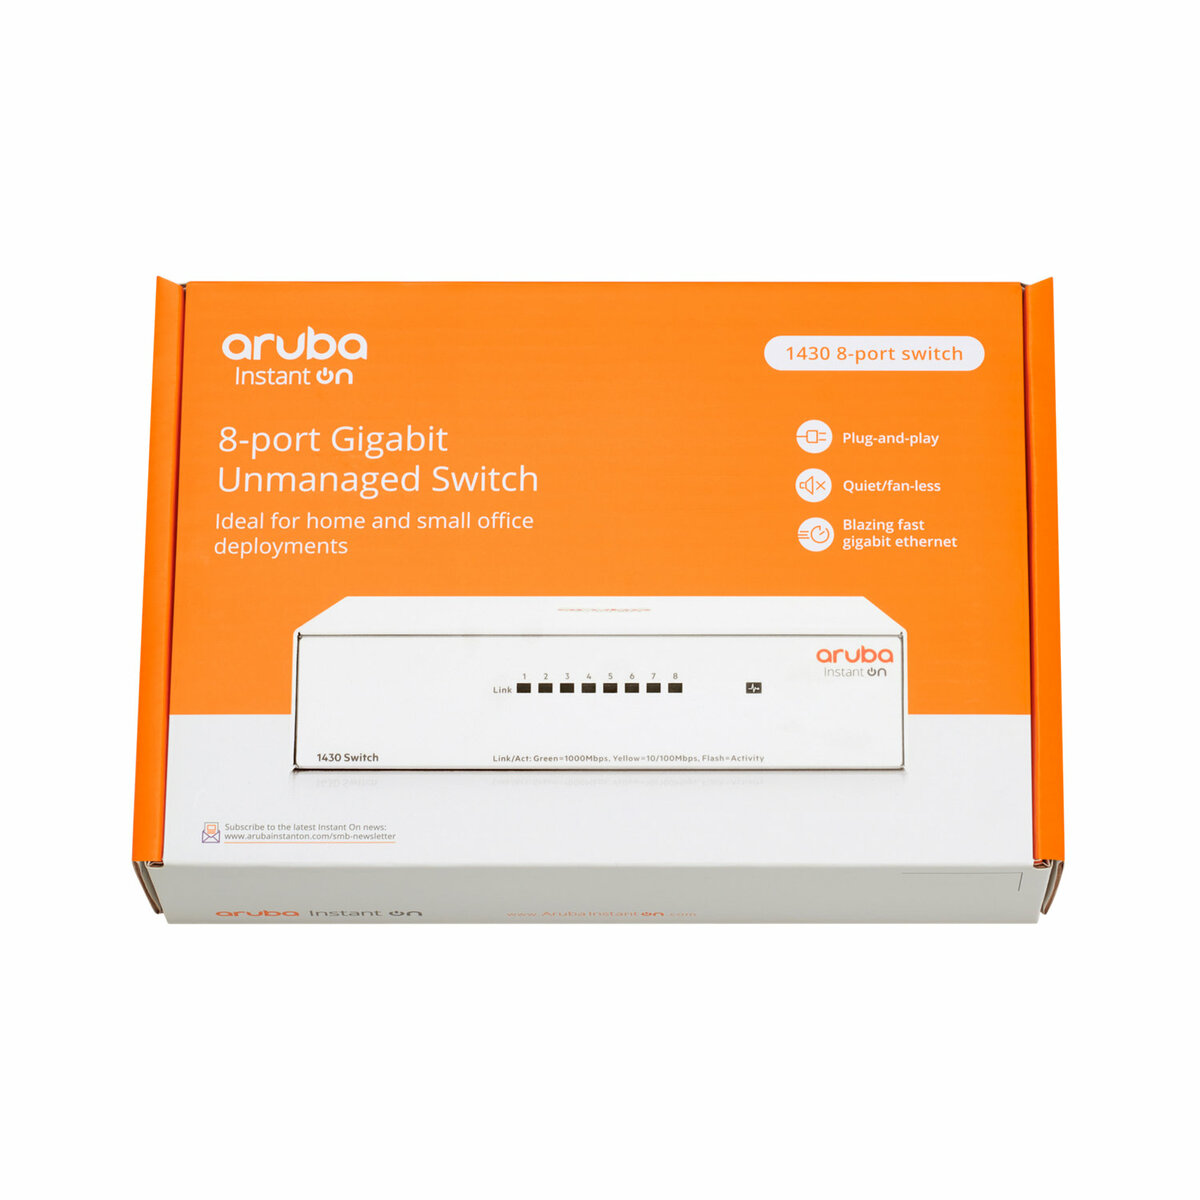 aruba
Instant On
1430 8-port switch
8-port Gigabit
Unmanaged Switch
Ideal for home and small office
deployments
Plug-and-play
Quiet/fan-less
Blazing fast
gigabit ethernet
aruba
Instant On
1 2 3 4 5 6 7 8
Link
1430 Switch
Link/Act: Green=1000Mbps, Yellow=10/100Mbps, Flash=Activity
Subscribe to the latest Instant On news:
www.arubainstanton.com/smb-newsletter
aruba Instant On
www.ArubaInstantOn.com